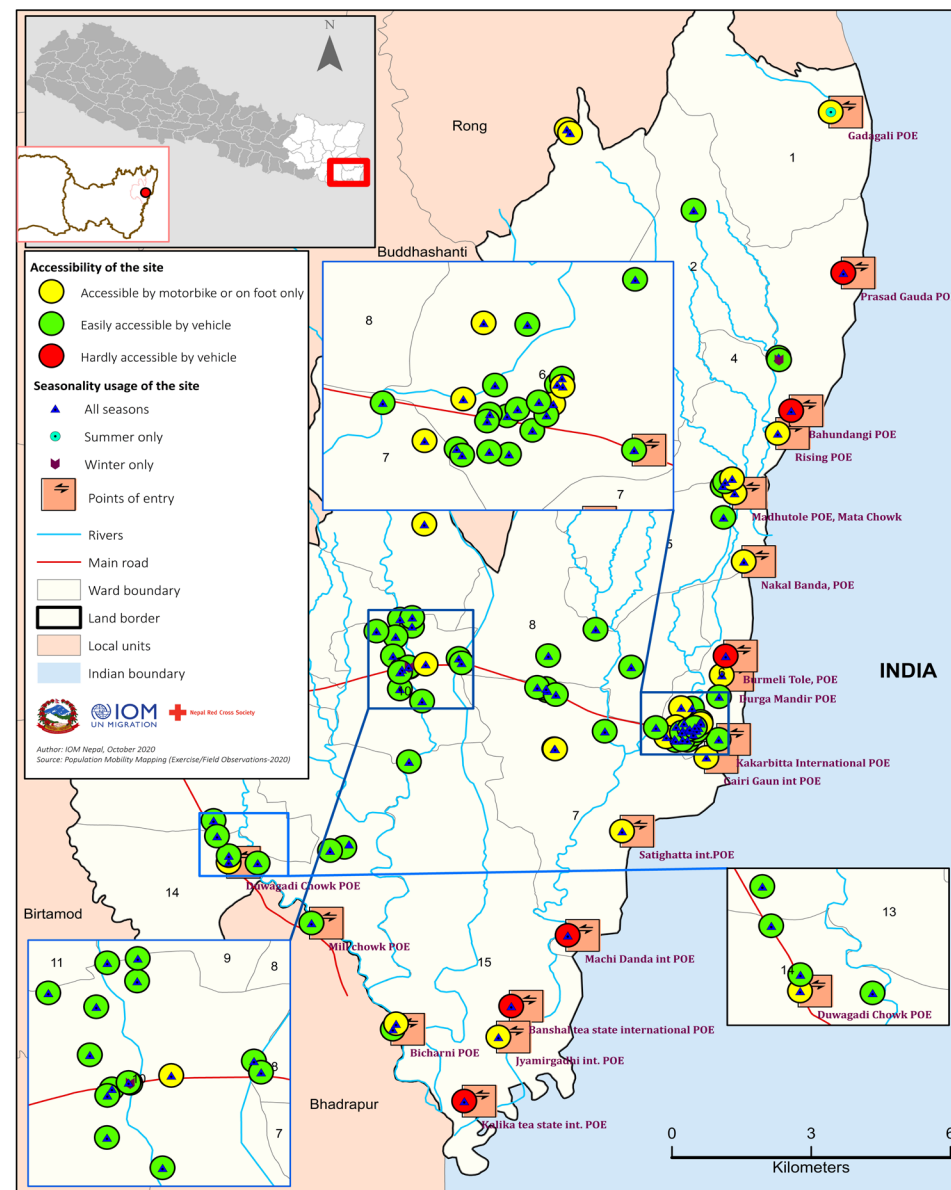 N
Rong
1
Gadagali POE
Buddhashanti
2
Prasad Gauda PO
Accessibility of the site
Accessible by motorbike or on foot only
Easily accessible by vehicle
Hardly accessible by vehicle
Seasonality usage of the site
All seasons
Summer only
Winter only
Points of entry
Rivers
Main road
Ward boundary
Land border
Local units
Indian boundary
IOM
UN MIGRATION
Nepal Red Cross Society
Author: IOM Nepal, October 2020
Source: Population Mobility Mapping (Exercise/Field Observations-2020)
8
6
7
7
4
Bahundangi POE
Rising POE
Madhutole POE, Mata Chowk
5
Nakal Banda, POE
8
INDIA
Burmeli Tole, POE
Durga Mandir POE
Kakarbitta International POE
Gairi Gaun int POE
7
Satighatta int.POE
Duwagadi Chowk POE
14
Birtamod
Mill chowk POE
Machi Danda int POE
15
Banshal tea state international POE
Bicharni POE
Jyamirgadhi int. POE
Bhadrapur
Kalika tea state int. POE
11
9
8
10
8
7
13
14
Duwagadi Chowk POE
0 3 6
Kilometers